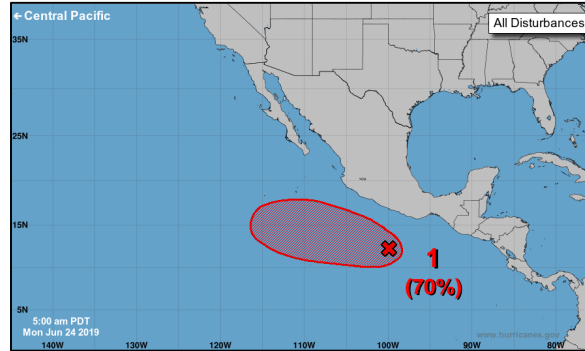 ←Central Pacific
All Disturbances
35N
25N
15N
5N
1
(70%)
5:00 am PDT
Mon Jun 24 2019
www.hurricanes.gov
140W 130W 120W 110W 100W 90W 80W